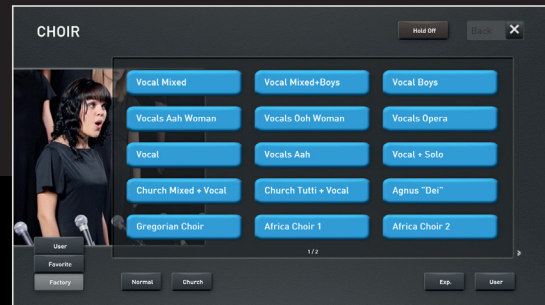 CHOIR
Hold Off
Back
Vocal Mixed
Vocal Mixed+Boys
Vocal Boys
Vocals Aah Woman
Vocals Ooh Woman
Vocals Opera
Vocal
Vocals Aah
Vocal + Solo
Church Mixed + Vocal
Church Tutti + Vocal
Agnus "Dei"
Gregorian Choir
Africa Choir 1
Africa Choir 2
1/2
User
Favorite
Factory
Normal
Church
Exp.
User